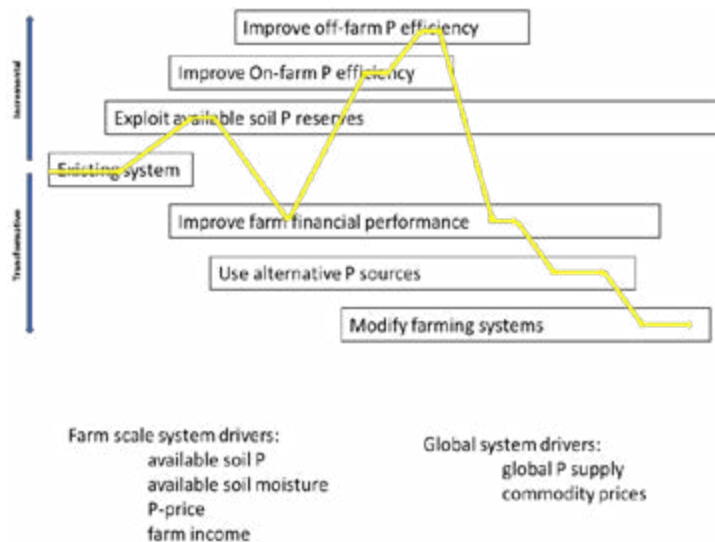 Improve off-farm P efficiency
Improve On-farm P efficiency
Exploit available soil P reserves
Existing system
Improve farm financial performance
Use alternative P sources
Modify farming systems
Incremental
Transformative
Farm scale system drivers:
available soil P
available soil moisture
P-price
farm income
Global system drivers:
global P supply
commodity prices